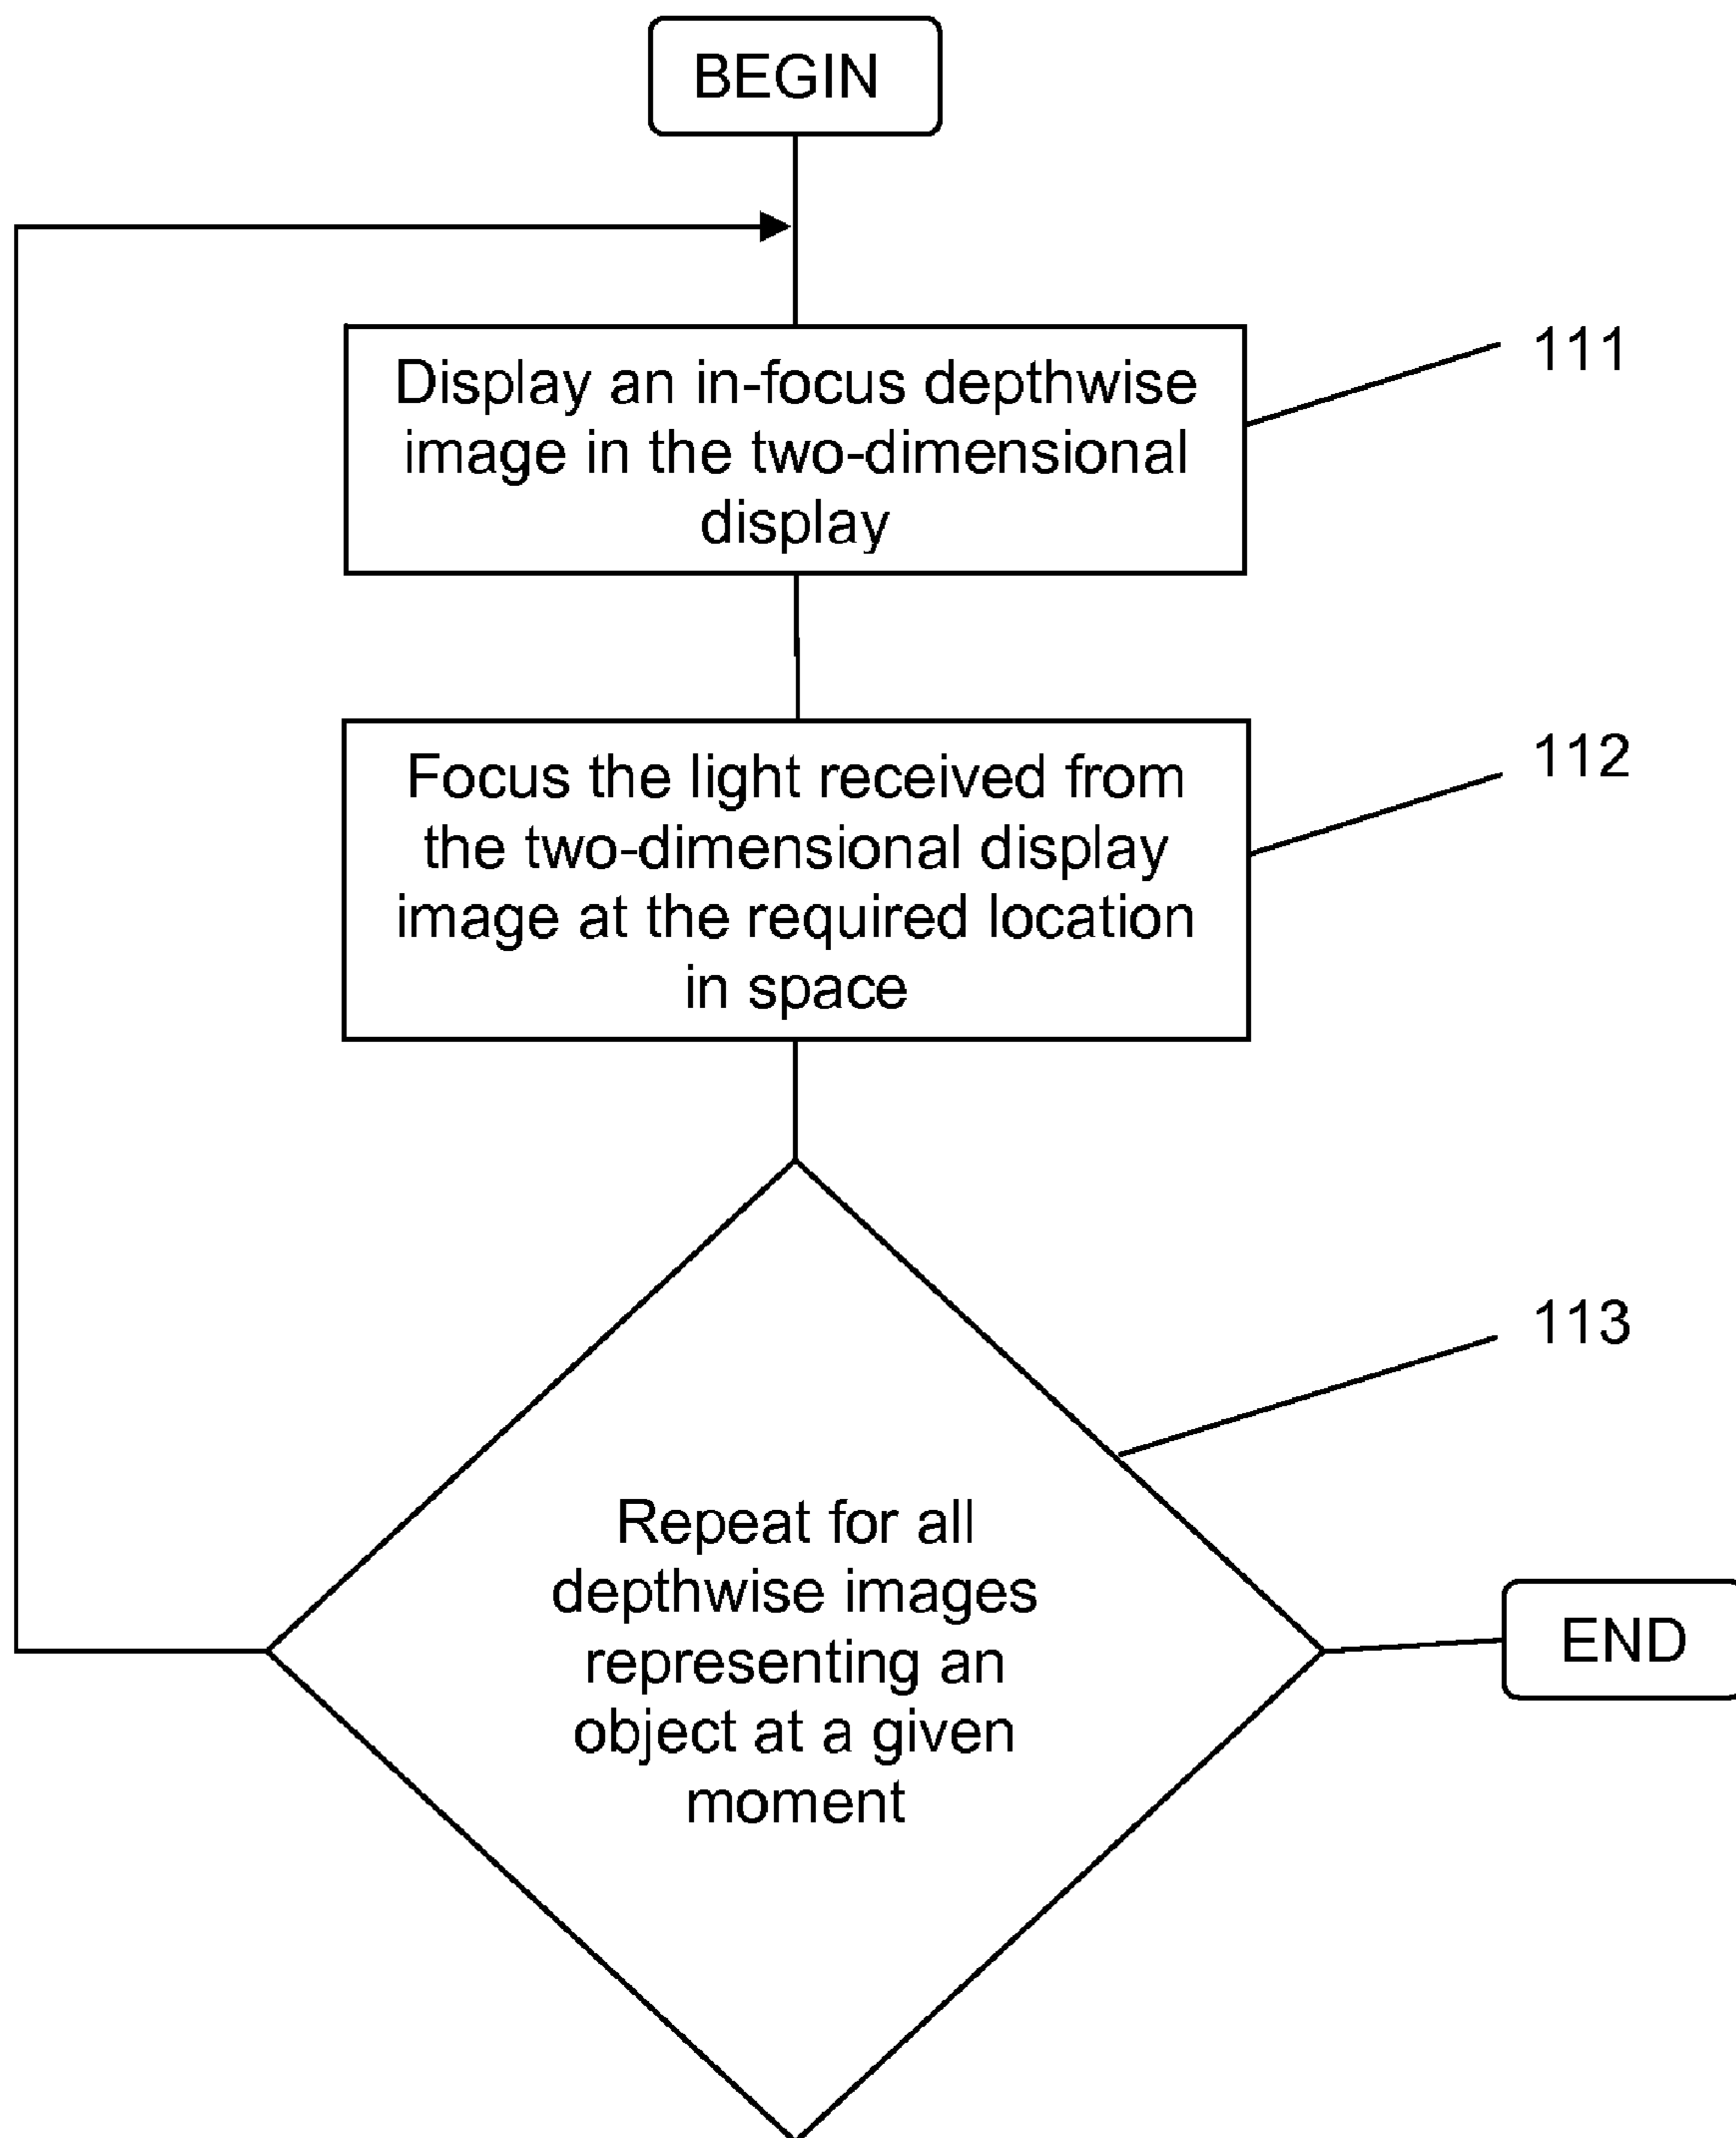 BEGIN
Display an in-focus depthwise
image in the two-dimensional
display
111
Focus the light received from
the two-dimensional display
image at the required location
in space
112
113
Repeat for all
depthwise images
representing an
object at a given
moment
END